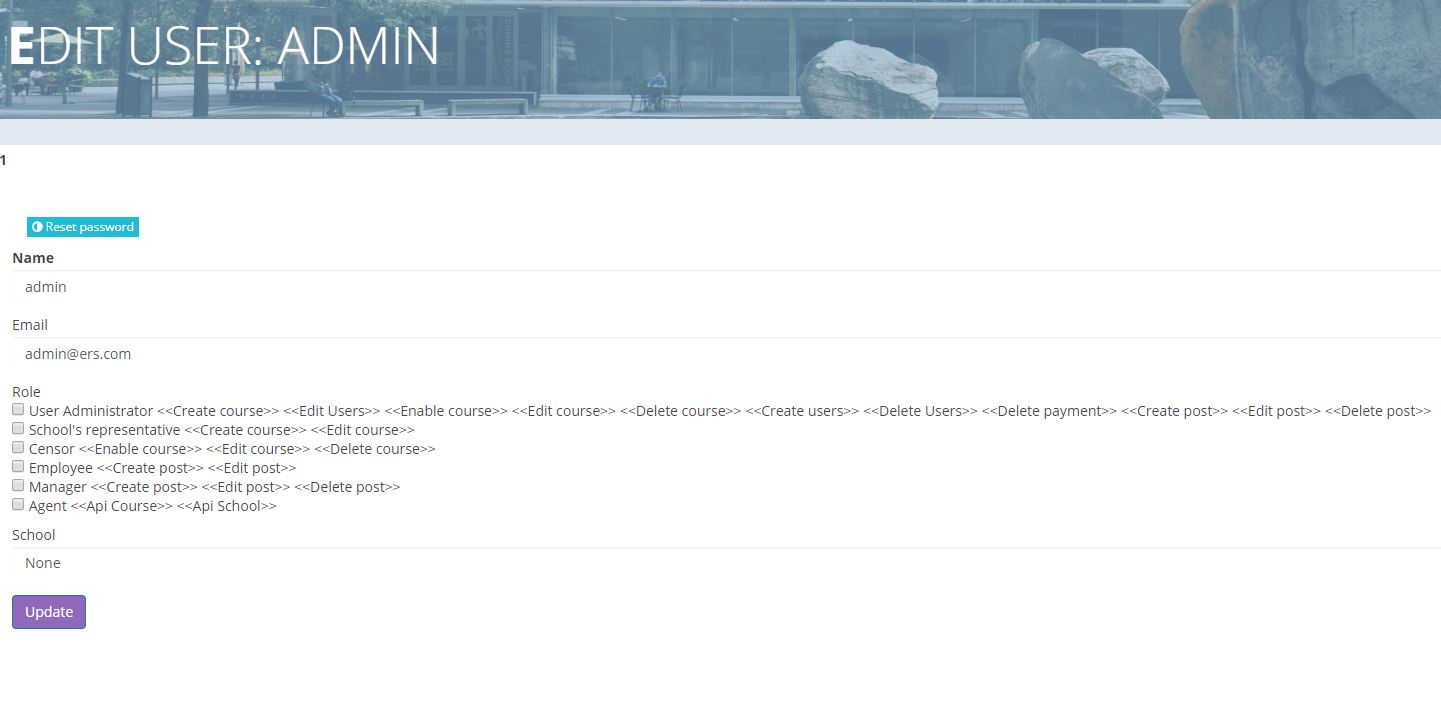 EDIT USER: ADMIN
1
Reset password
Name
admin
Email
admin@ers.com
Role
User Administrator <<Create course>> <<Edit Users>> <<Enable course>> <<Edit course>> <<Delete course>> <<Create users>> <<Delete Users>> <<Delete payment>> <<Create post>> <<Edit post>> <<Delete post>>
School's representative <<Create course>> <<Edit course>>
Censor <<Enable course>> <<Edit course>> <<Delete course>>
Employee <<Create post>> <<Edit post>>
Manager <<Create post>> <<Edit post>> <<Delete post>>
Agent <<Api Course>> <<Api School>>
School
None
Update